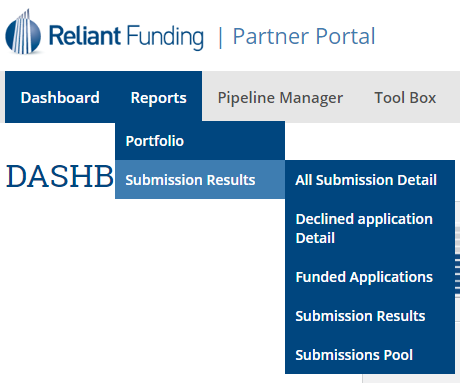 Reliant Funding | Partner Portal
Dashboard Reports Pipeline Manager Tool Box
Portfolio
DASHB
Submission Results
All Submission Detail
Declined application
Detail
Funded Applications
Submission Results
Submissions Pool